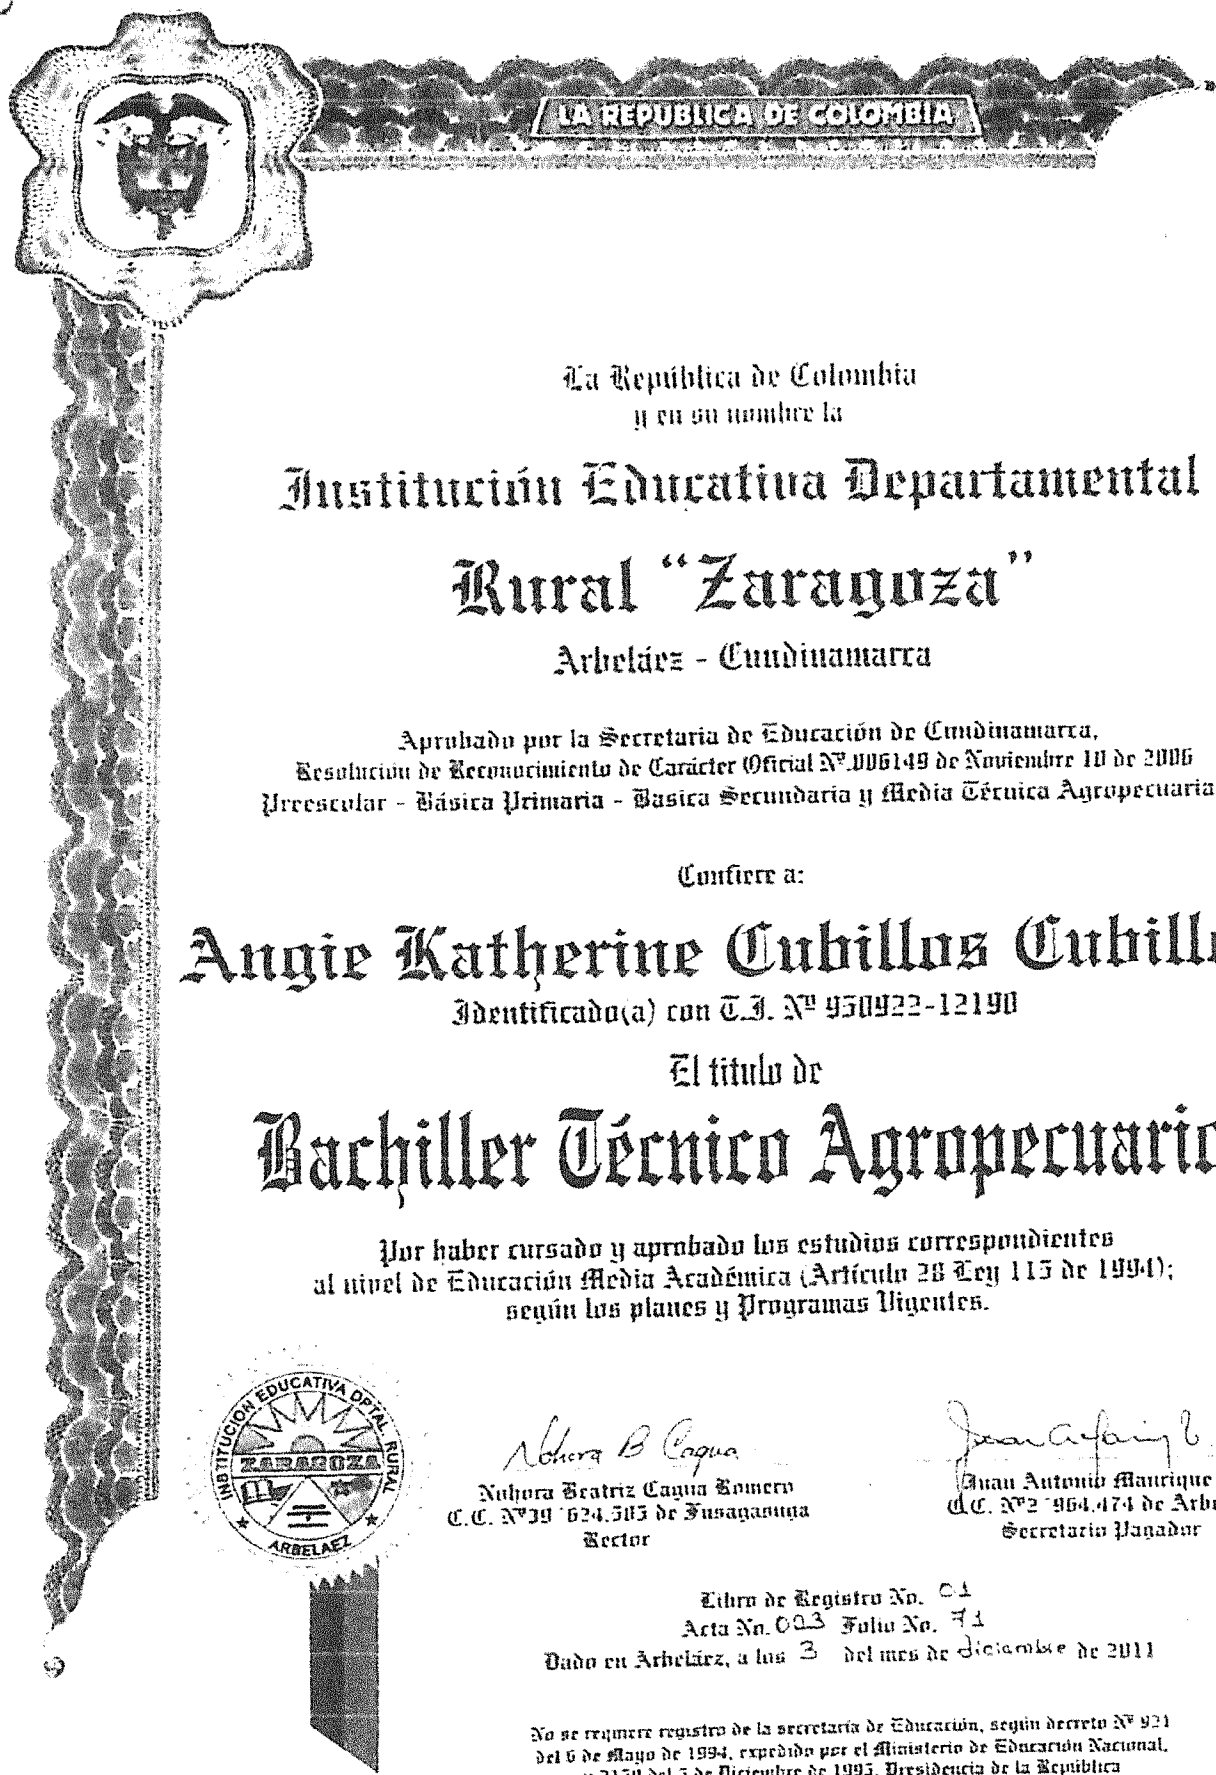 LA REPUBLICA DE COLOMBIA
La República de Colombia
y en su nombre la
Institución Educativa Departamental
Rural “Zaragoza”
Arbeláez - Cundinamarca
Aprobado por la Secretaria de Educación de Cundinamarca,
Resolución de Reconocimiento de Carácter Oficial Nº.006149 de Noviembre 10 de 2006
Preescolar - Básica Primaria - Basica Secundaria y Media Técnica Agropecuaria
Confiere a:
Angie Katherine Cubillos Cubill
Identificado(a) con T.I. Nº 950922-12190
El titulo de
Bachiller Técnico Agropecuario
Por haber cursado y aprobado los estudios correspondientes
al nivel de Educación Media Académica (Artículo 28 Ley 115 de 1994);
según los planes y Programas Vigentes.
INSTITUCION EDUCATIVA DPTAL RURAL
ZARAGOZA
ARBELAEZ
Nohora B Cagua
Nohora Beatriz Cagua Romero
C.C. Nº39´624.505 de Fusagasuga
Rector
Juan Antonio Manrique
C.C. Nº2´964.474 de Arb
Secretario Pagador
Libro de Registro No. 01
Acta No. 003 Folio No. 71
Dado en Arbeláez, a los 3 del mes de diciembre de 2011
No se requiere registro de la secretaría de Educación, según decreto Nº 921
del 6 de Mayo de 1994, expedido por el Ministerio de Educación Nacional,
y 2150 del 5 de Diciembre de 1995, Presidencia de la República